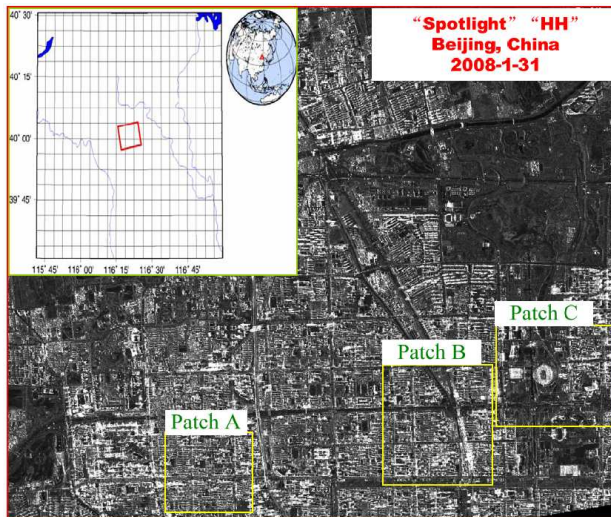 “Spotlight” “HH”
Beijing, China
2008-1-31
40° 30'
40° 15'
40° 00'
39° 45'
115° 45' 116° 00' 116° 15' 116° 30' 116° 45'
Patch C
Patch B
Patch A